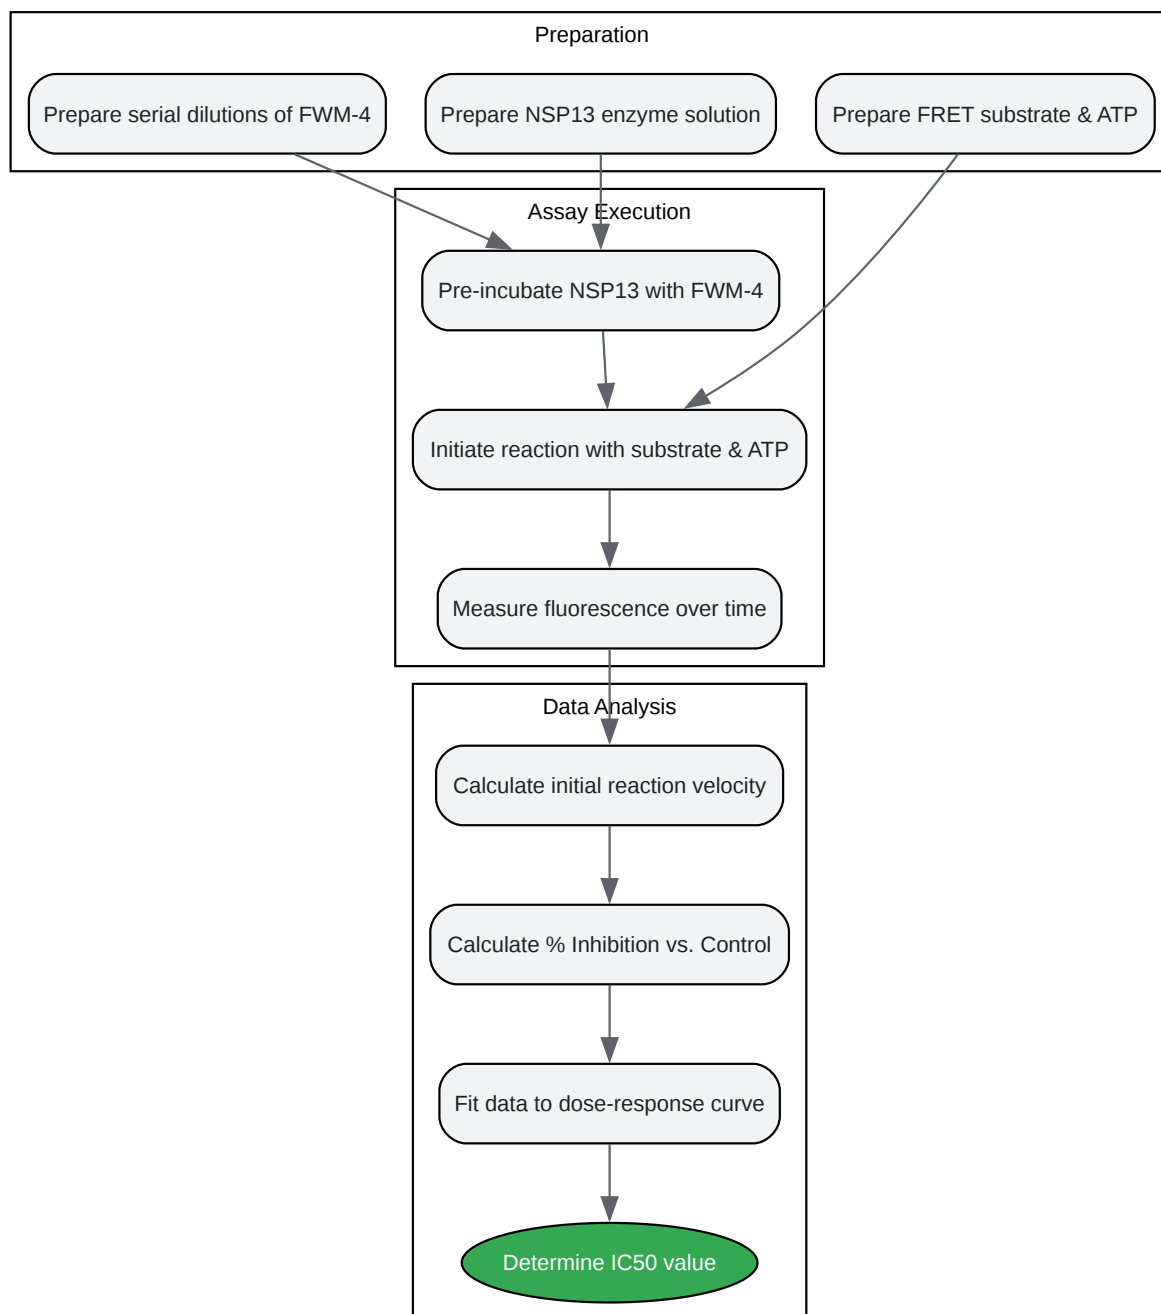 Preparation
Prepare serial dilutions of FWM-4
Prepare NSP13 enzyme solution
Prepare FRET substrate & ATP
Assay Execution
Pre-incubate NSP13 with FWM-4
Initiate reaction with substrate & ATP
Measure fluorescence over time
Data Analysis
Calculate initial reaction velocity
Calculate % Inhibition vs. Control
Fit data to dose-response curve
Determine IC50 value